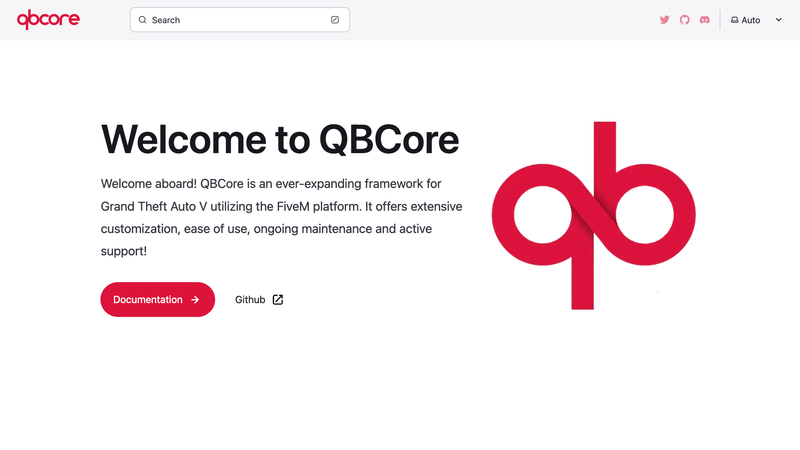 qbcore
Search
Auto
Welcome to QBCore
Welcome aboard! QBCore is an ever-expanding framework for
Grand Theft Auto V utilizing the FiveM platform. It offers extensive
customization, ease of use, ongoing maintenance and active
support!
qb
Documentation
Github